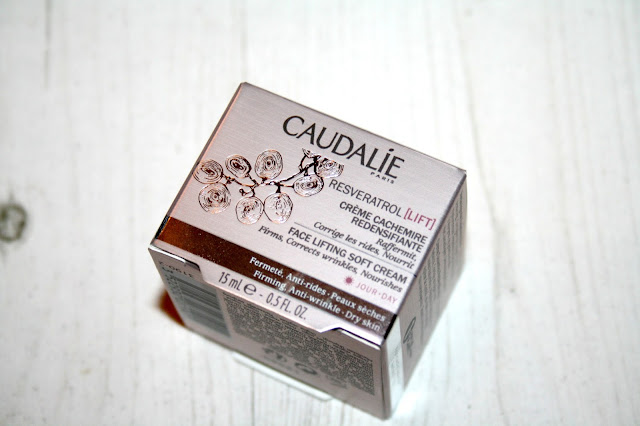 CAUDALÍE
PARIS
RESVERATROL [LIFT]
CRÈME CACHEMIRE
REDENSIFIANTE
Raffermit,
Corrige les rides, Nourrit
FACE LIFTING SOFT CREAM
Firms, Corrects wrinkles, Nourishes
JOUR-DAY
Fermeté, Anti-rides · Peaux sèches
Firming, Anti-wrinkle · Dry skin
15 mL e - 0.5 FL. OZ.